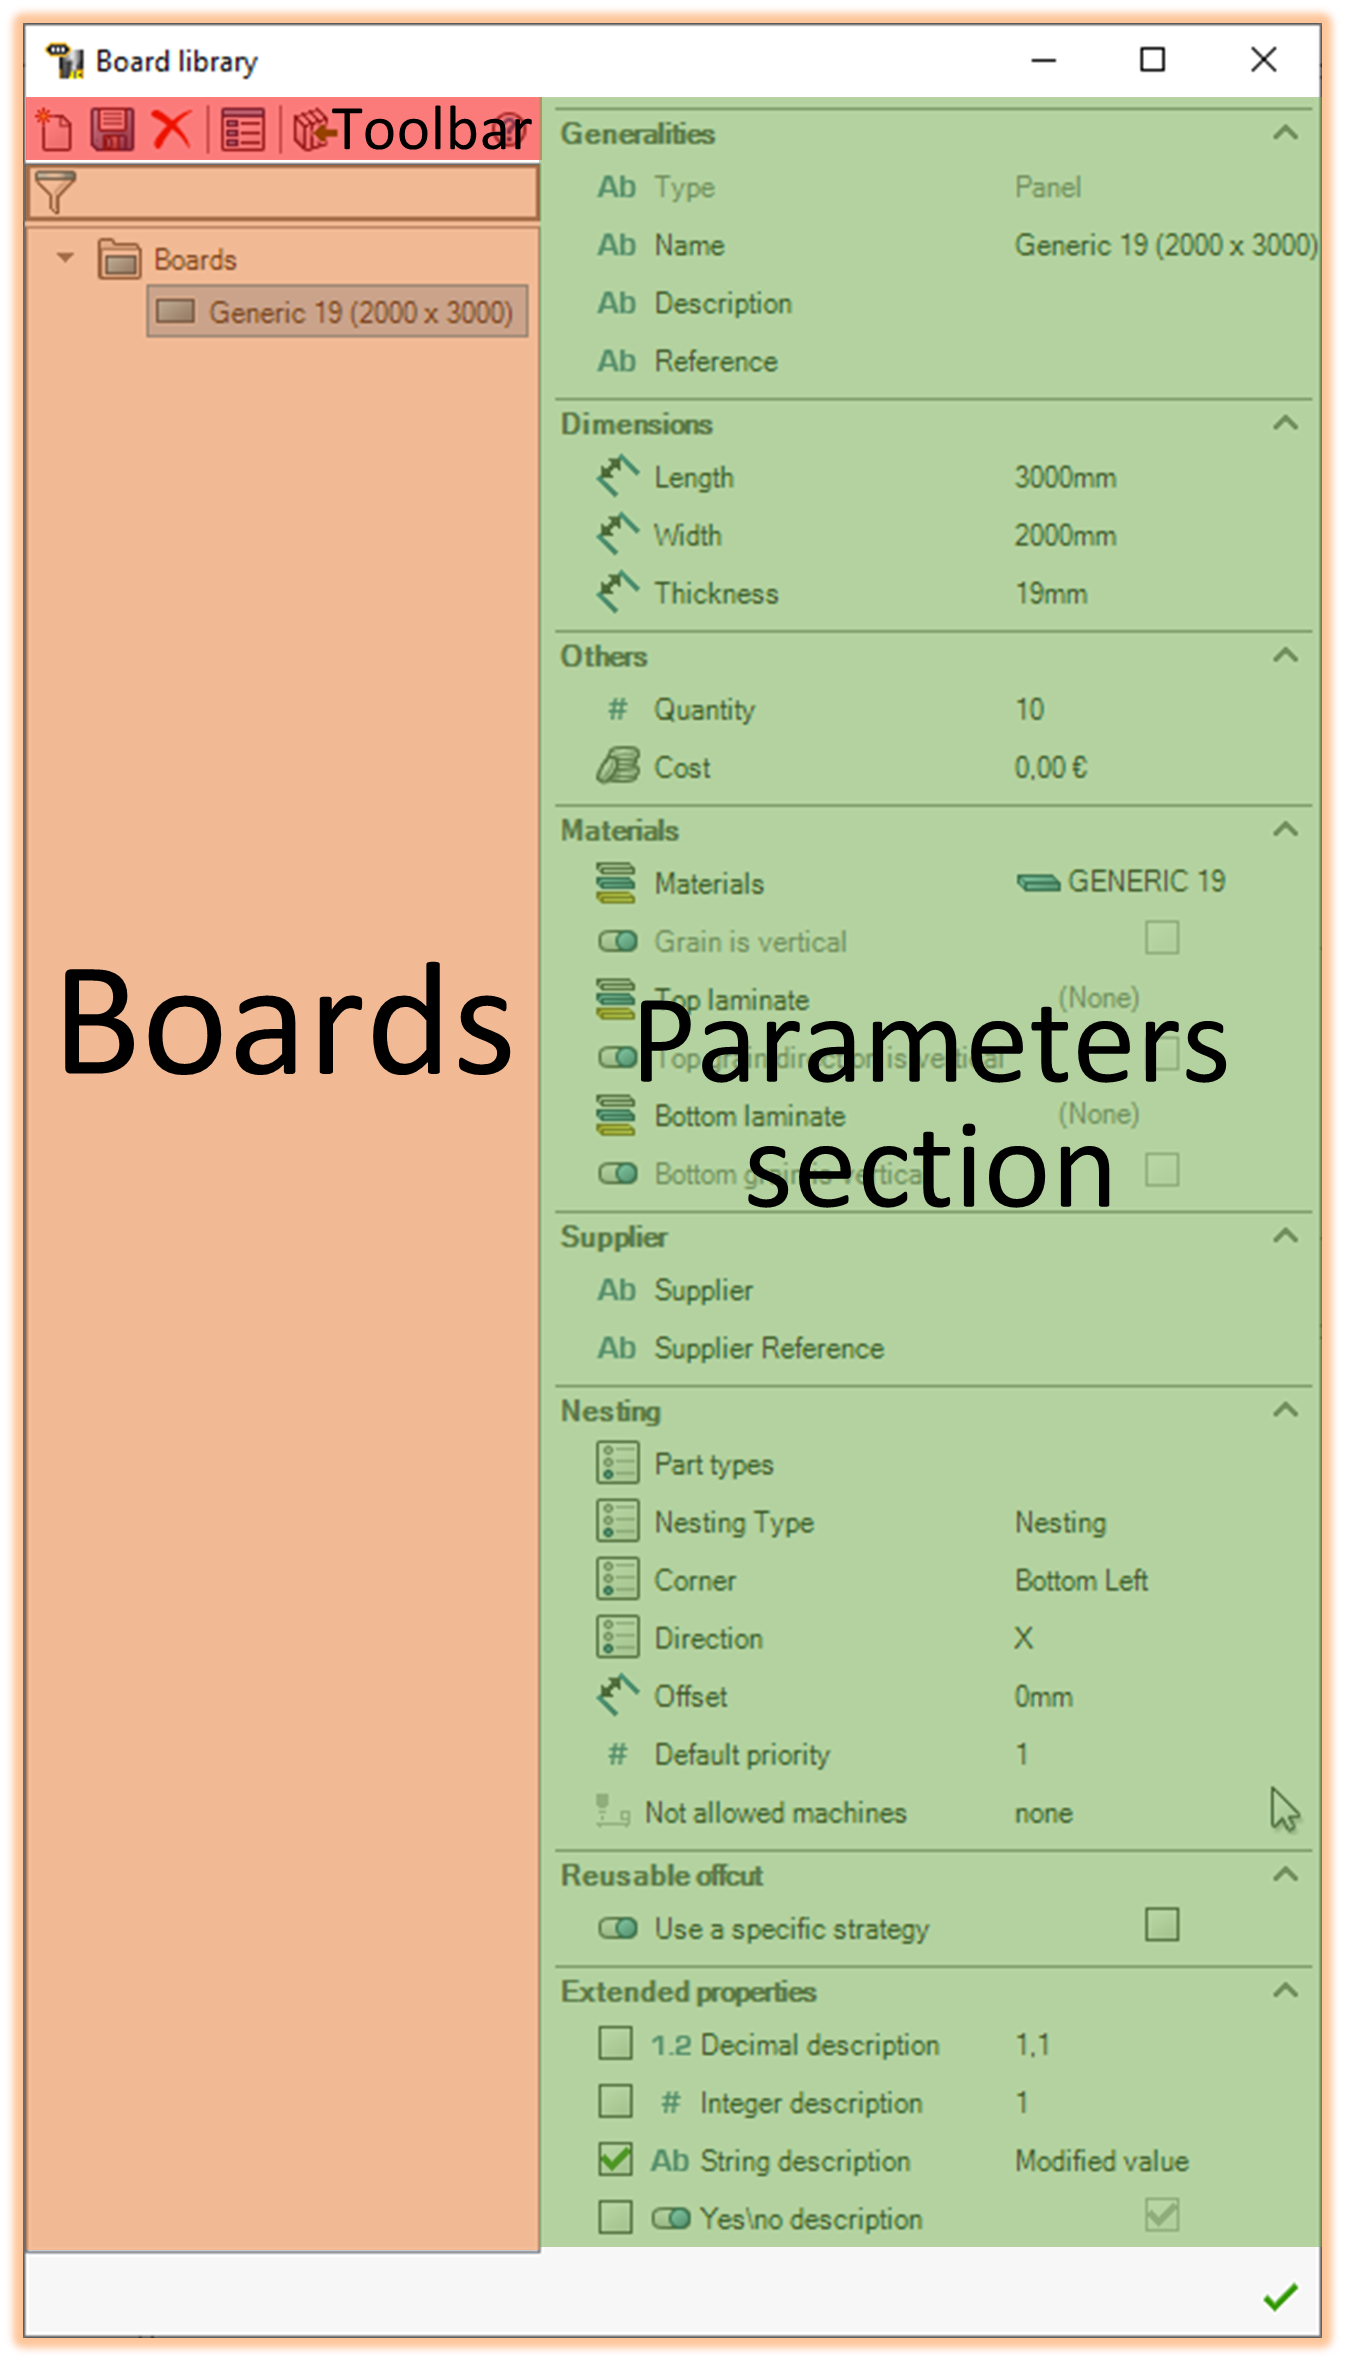 Board library
Toolbar
Boards
Generic 19 (2000 x 3000)
Boards
Generalities
Ab Type Panel
Ab Name Generic 19 (2000 x 3000)
Ab Description
Ab Reference
Dimensions
Length 3000mm
Width 2000mm
Thickness 19mm
Others
# Quantity 10
Cost 0,00 €
Materials
Materials GENERIC 19
Grain is vertical
Top laminate (None)
Top grain direction is vertical
Parameters
Bottom laminate (None)
Bottom grain is vertical
section
Supplier
Ab Supplier
Ab Supplier Reference
Nesting
Part types
Nesting Type Nesting
Corner Bottom Left
Direction X
Offset 0mm
# Default priority 1
Not allowed machines none
Reusable offcut
Use a specific strategy
Extended properties
1.2 Decimal description 1,1
# Integer description 1
Ab String description Modified value
Yes\no description